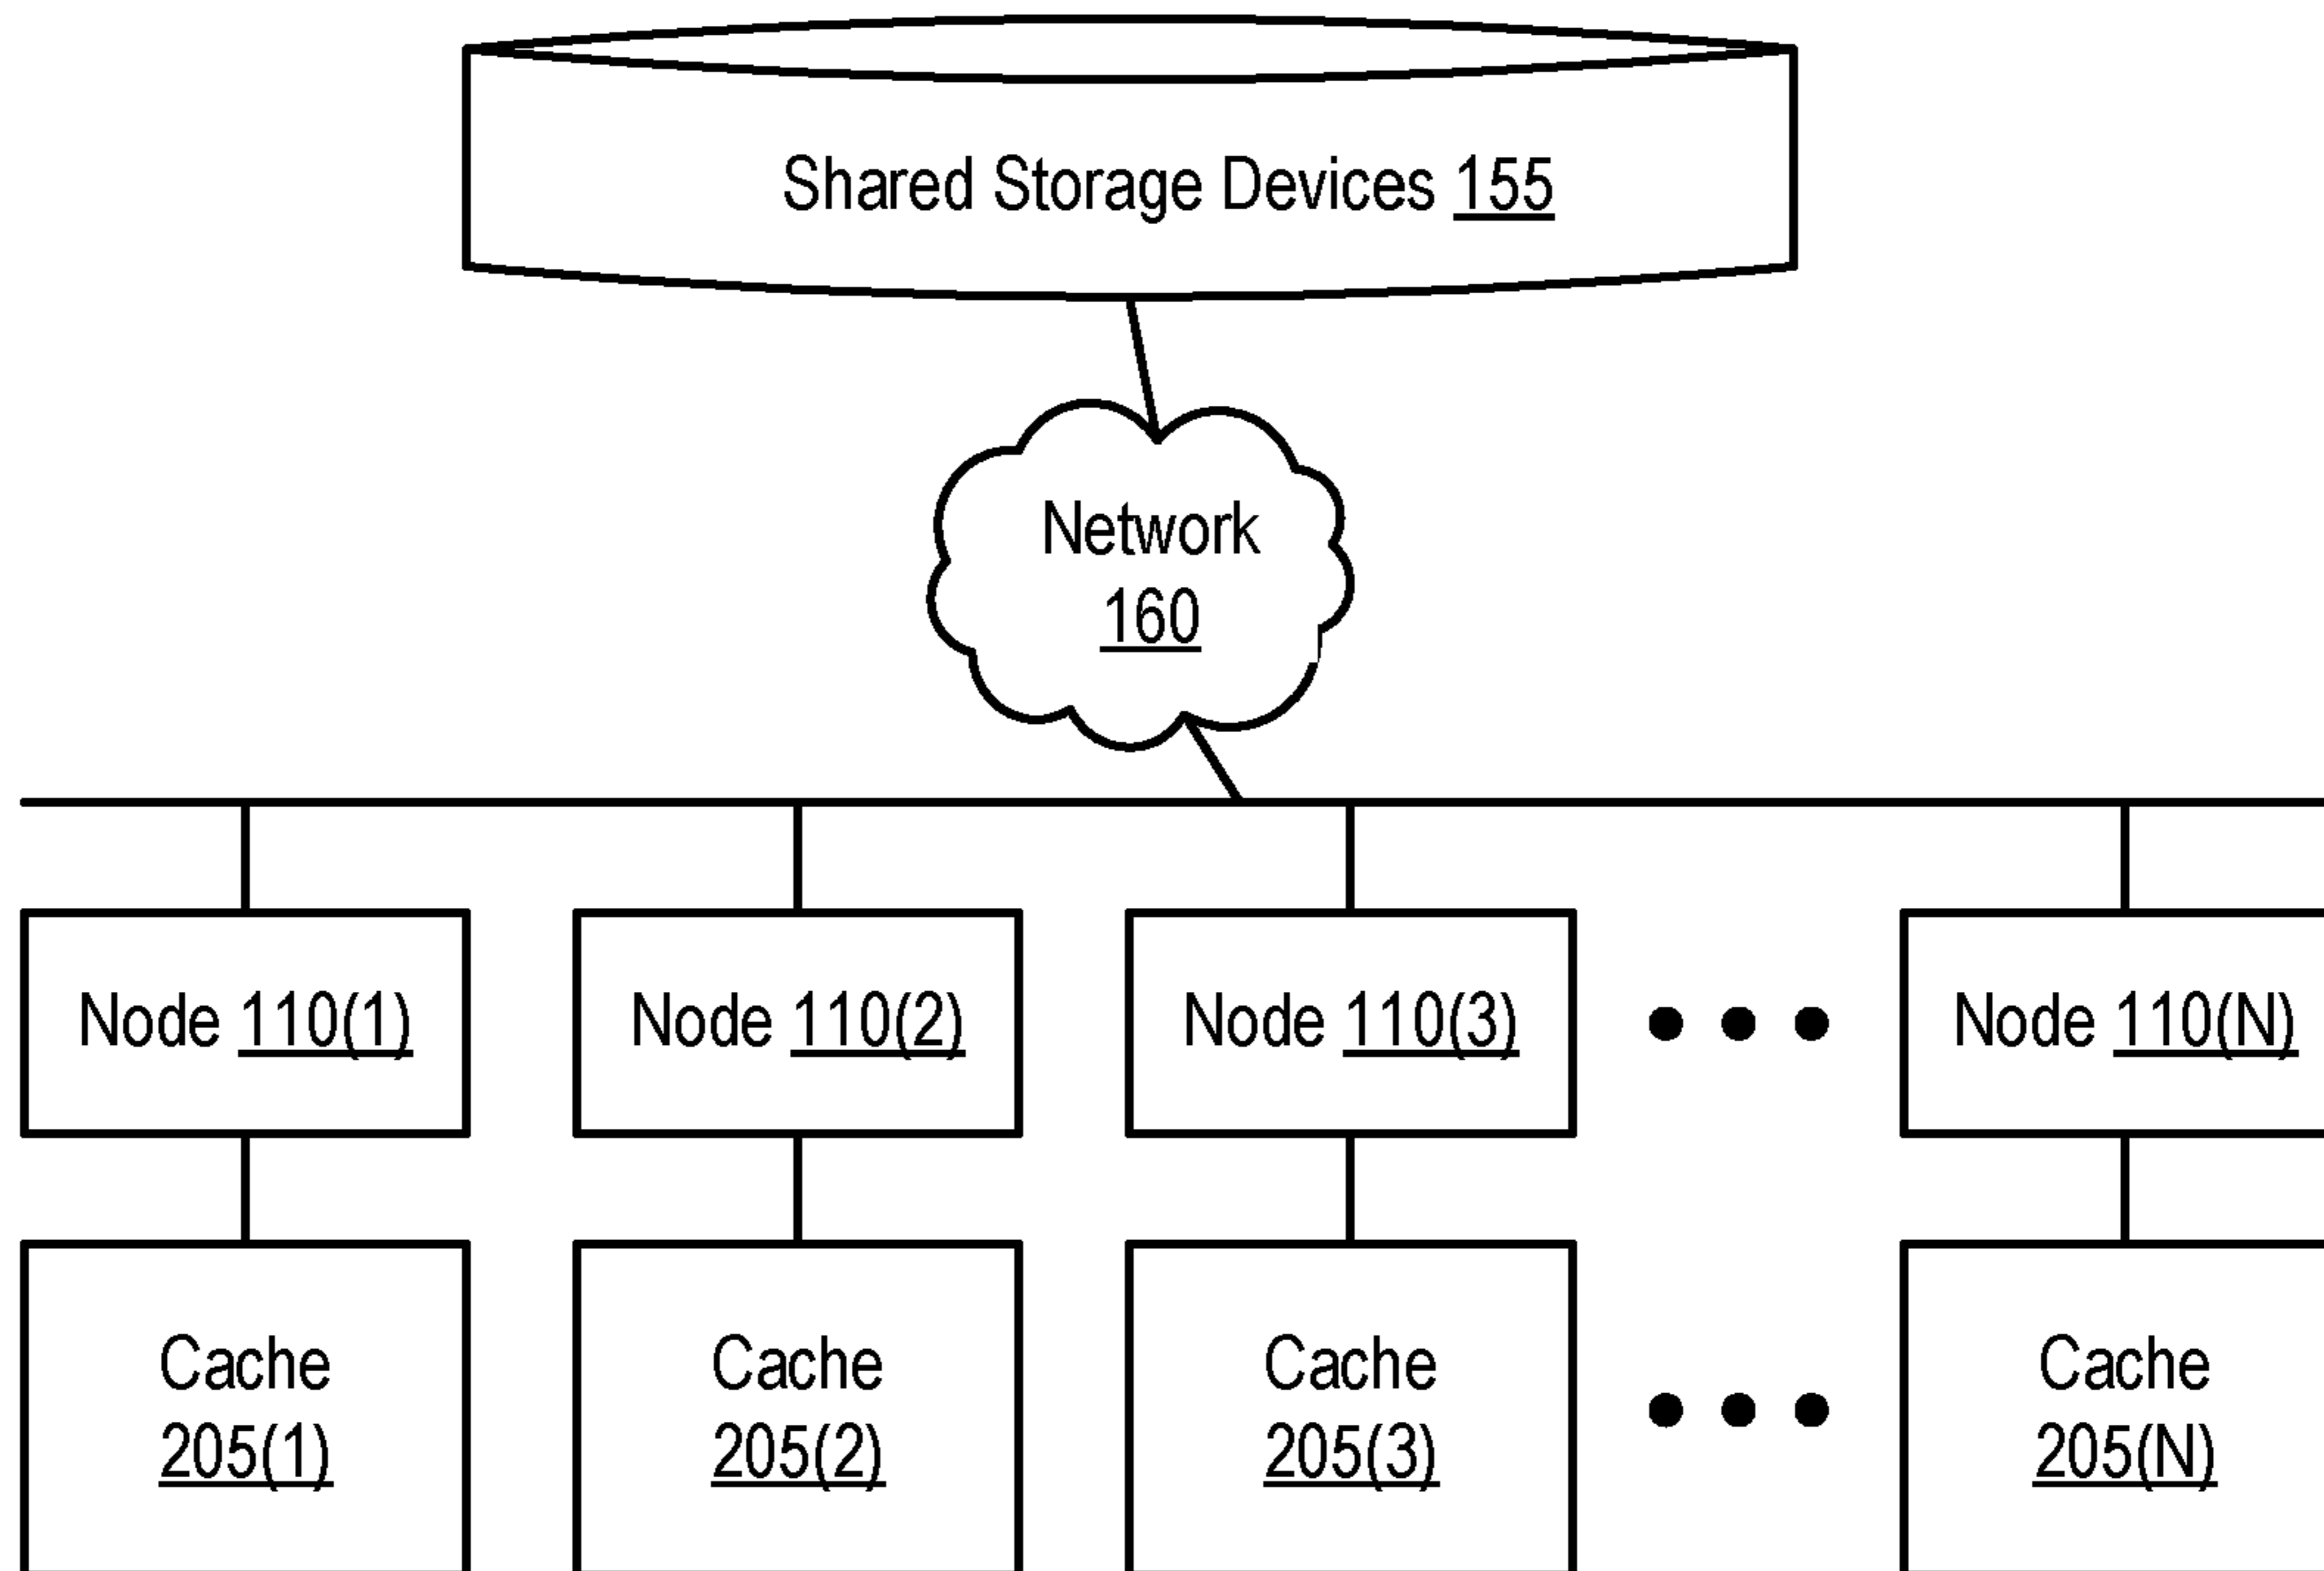 Shared Storage Devices 155
Network
160
Node 110(1)
Node 110(2)
Node 110(3)
Node 110(N)
Cache
205(1)
Cache
205(2)
Cache
205(3)
Cache
205(N)